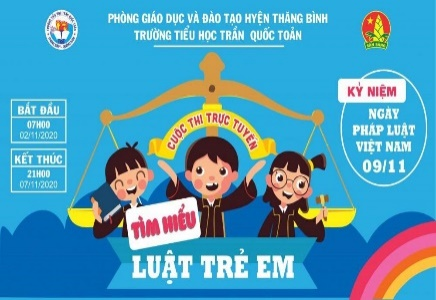 PHÒNG GIÁO DỤC VÀ ĐÀO TẠO HYỆN THĂNG BÌNH
TRƯỜNG TIỂU HỌC TRẦN QUỐC TOẢN
BẮT ĐẦU
07H00
02/11/2020
KẾT THÚC
21H00
07/11/2020
CUỘC THI TRỰC TUYẾN
KỶ NIỆM
NGÀY
PHÁP LUẬT
VIỆT NAM
09/11
TÌM HIỂU
LUẬT TRẺ EM